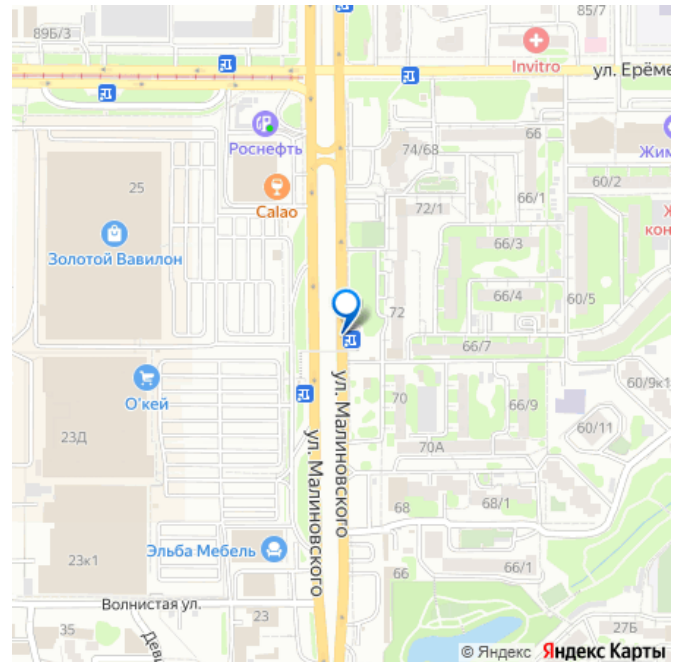 89Б/3
85/7
Invitro
ул. Ерёме
Роснефть
66
74/68
Жим
25
60/2
Calao
72/1
66/1
Ж
кон
66/3
Золотой Вавилон
66/4
60/5
72
66/7
О'кей
60/9к1
70
66/9
ул. Малиновского
60/11
23Д
ул. Малиновского
70А
68
68/1
Эльба Мебель
23к1
66
66/1
Волнистая ул.
23
35
Деви
27Б
© Яндекс Яндекс Карты